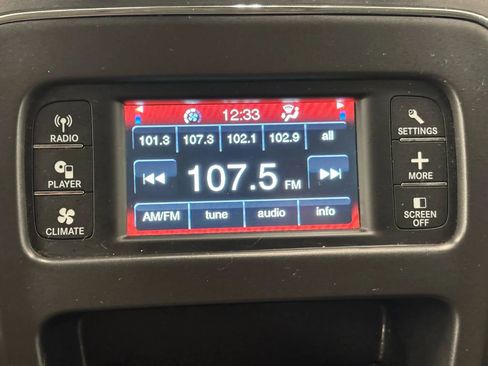 12:33
101.3 107.3 102.1 102.9 all
107.5 FM
AM/FM tune audio info
RADIO
PLAYER
CLIMATE
SETTINGS
MORE
SCREEN
OFF